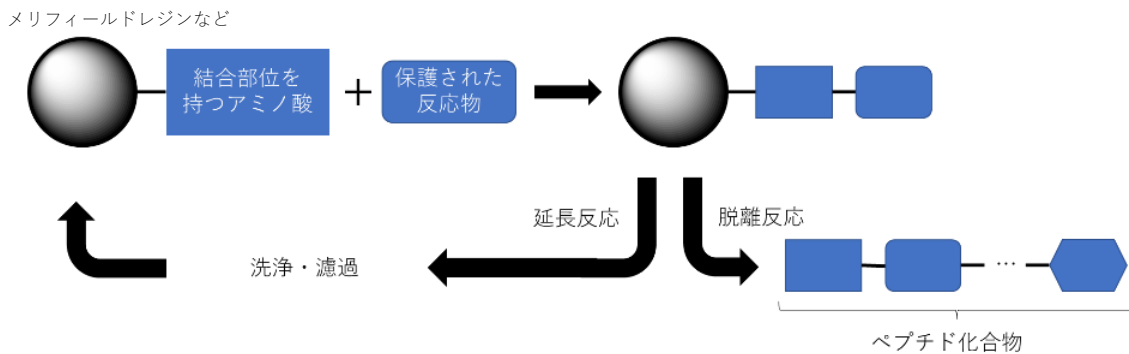 メリフィールドレジンなど
結合部位を
持つアミノ酸
+
保護された
反応物
延長反応
脱離反応
洗浄・濾過
…
ペプチド化合物